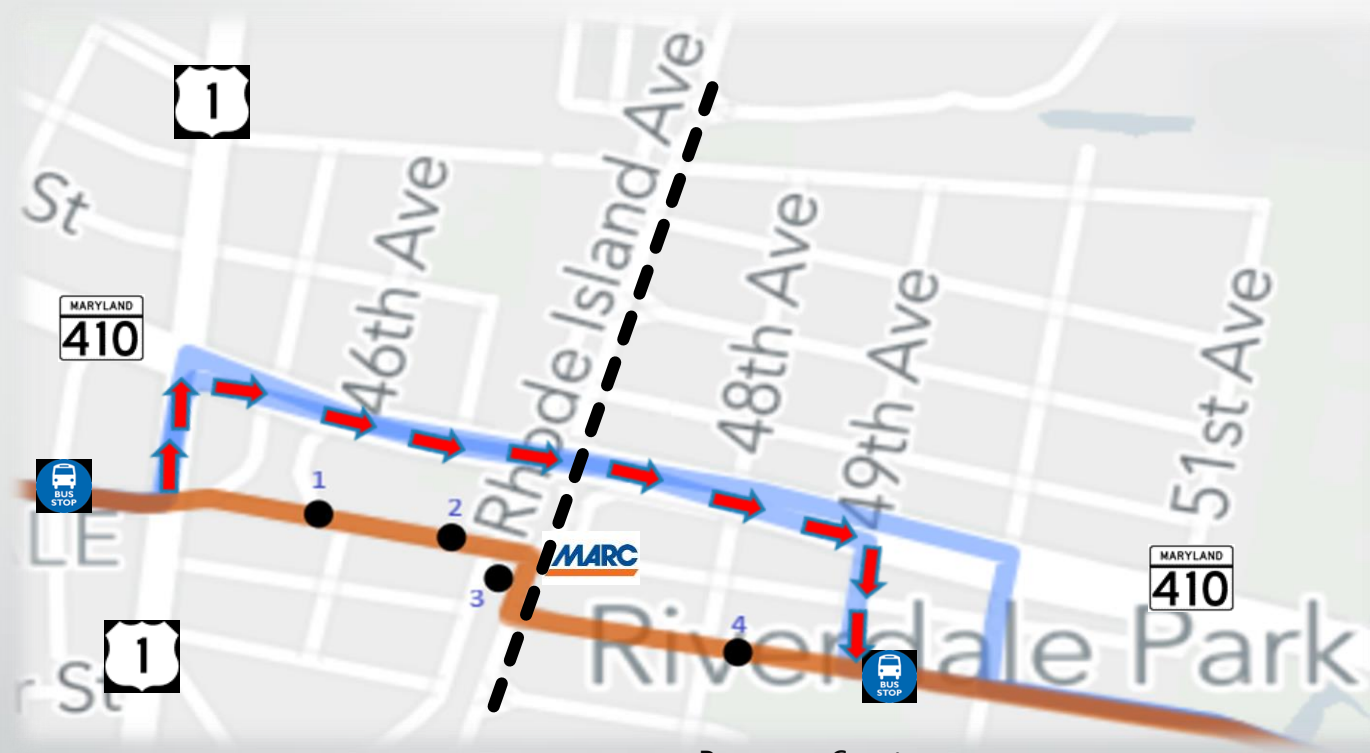 1
Rhode Island Ave
46th Ave
St
48th Ave
49th Ave
51st Ave
MARYLAND
410
BUS
STOP
1
2
LE
MARC
3
MARYLAND
410
Riverdale Park
4
1
r St
BUS
STOP